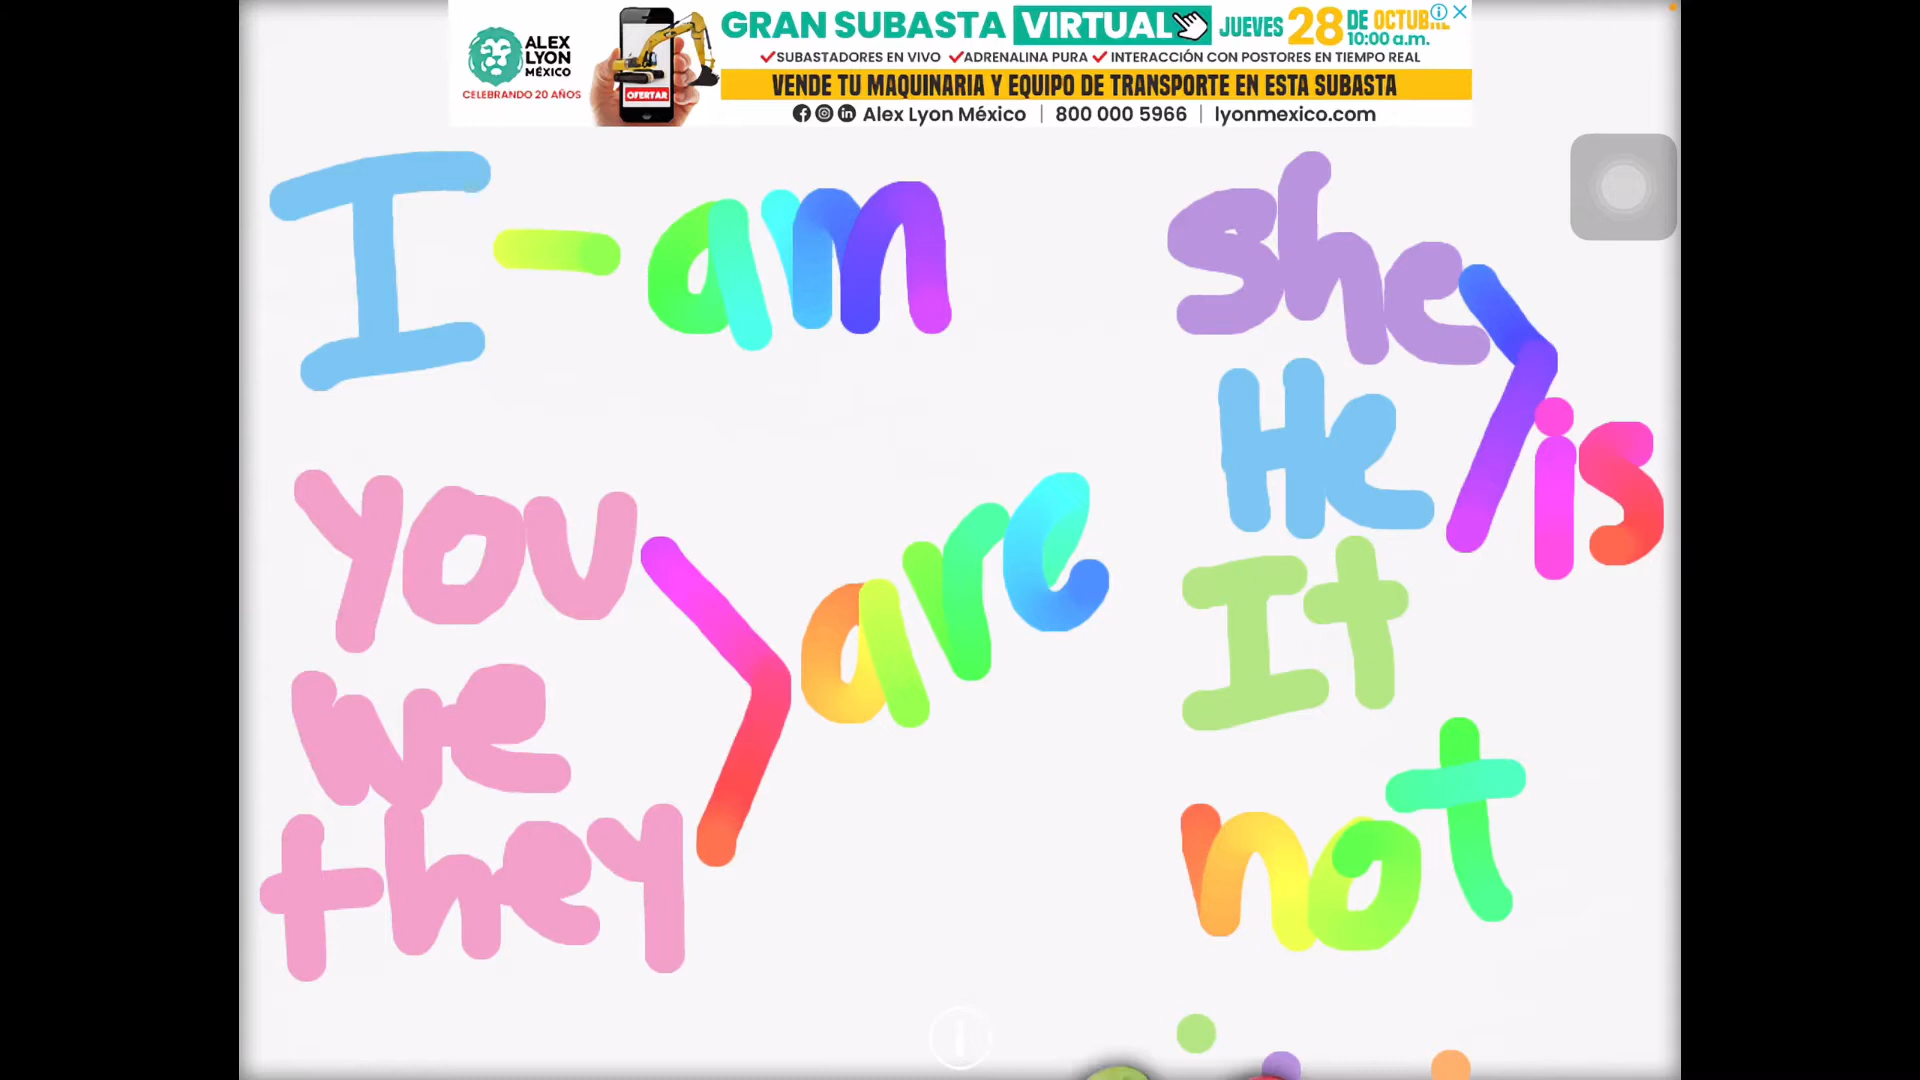 ALEX
LYON
MÉXICO
CELEBRANDO 20 AÑOS
OFERTAR
GRAN SUBASTA VIRTUAL JUEVES 28 DE OCTUBRE
10:00 a.m.
SUBASTADORES EN VIVO ADRENALINA PURA INTERACCIÓN CON POSTORES EN TIEMPO REAL
VENDE TU MAQUINARIA Y EQUIPO DE TRANSPORTE EN ESTA SUBASTA
Alex Lyon México | 800 000 5966 | lyonmexico.com
I - am
you
we
they
are
She
He
It
is
not